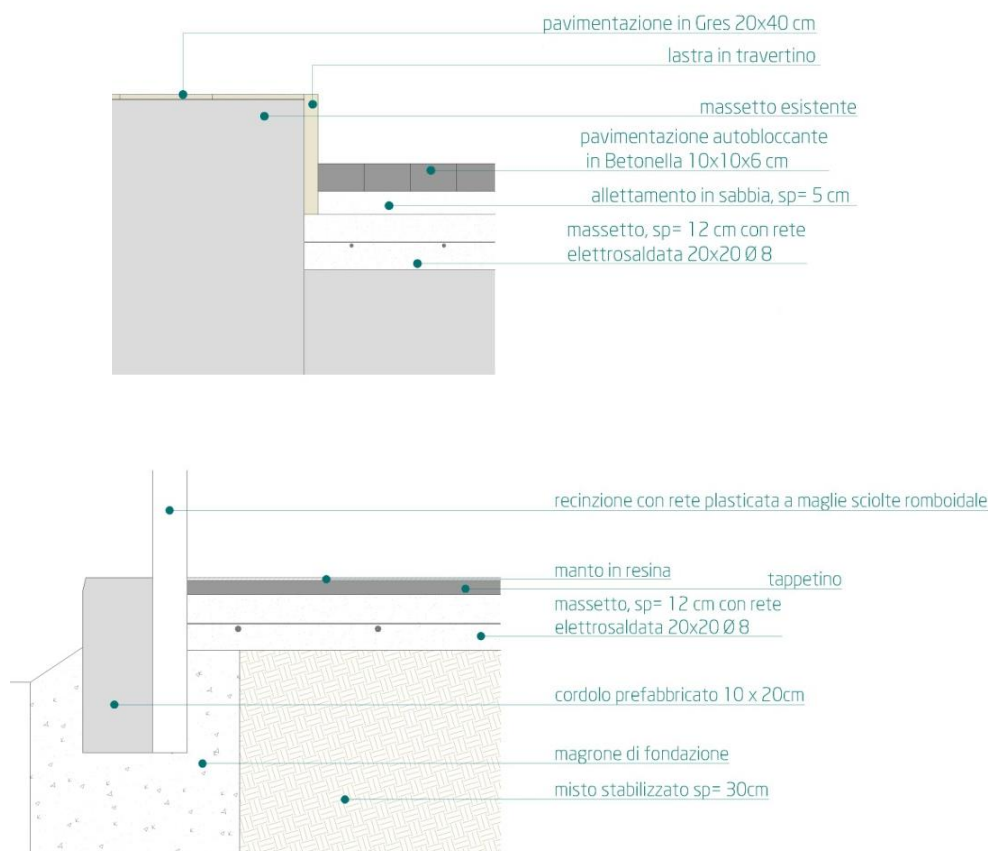 pavimentazione in Gres 20x40 cm
lastra in travertino
massetto esistente
pavimentazione autobloccante
in Betonella 10x10x6 cm
allettamento in sabbia, sp= 5 cm
massetto, sp= 12 cm con rete
elettrosaldata 20x20 Ø 8
recinzione con rete plasticata a maglie sciolte romboidale
manto in resina
tappetino
massetto, sp= 12 cm con rete
elettrosaldata 20x20 Ø 8
cordolo prefabbricato 10 x 20cm
magrone di fondazione
misto stabilizzato sp= 30cm